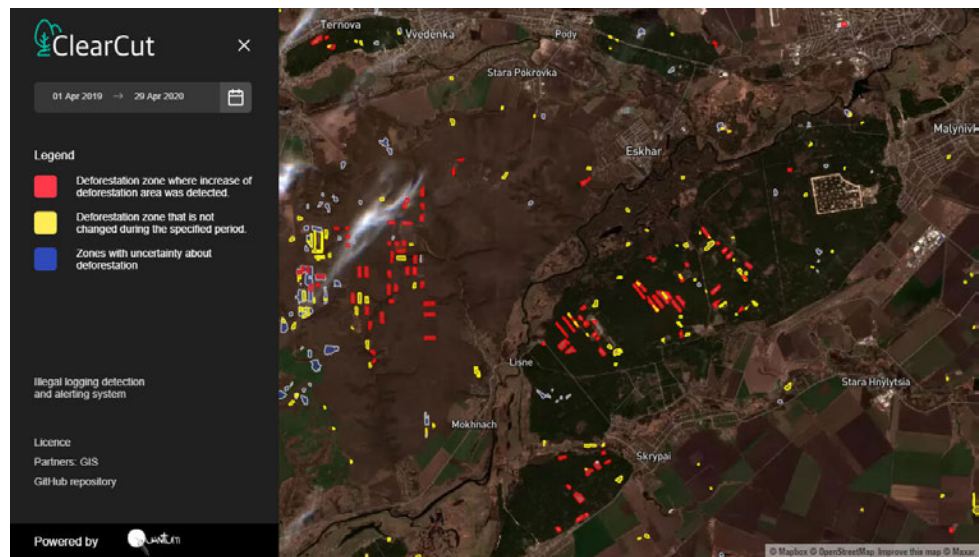 ClearCut
01 Apr 2019 → 29 Apr 2020
Legend
Deforestation zone where increase of
deforestation area was detected.
Deforestation zone that is not
changed during the specified period.
Zones with uncertainty about
deforestation
Illegal logging detection
and alerting system
Licence
Partners: GIS
GitHub repository
Powered by
QUANTUM
Ternova
Vvedenka
Pody
Stara Pokrovka
Eskhar
Malyniv
Lisne
Stara Hnylytsia
Mokhnach
Skrypai
© Mapbox © OpenStreetMap Improve this map © Maxar